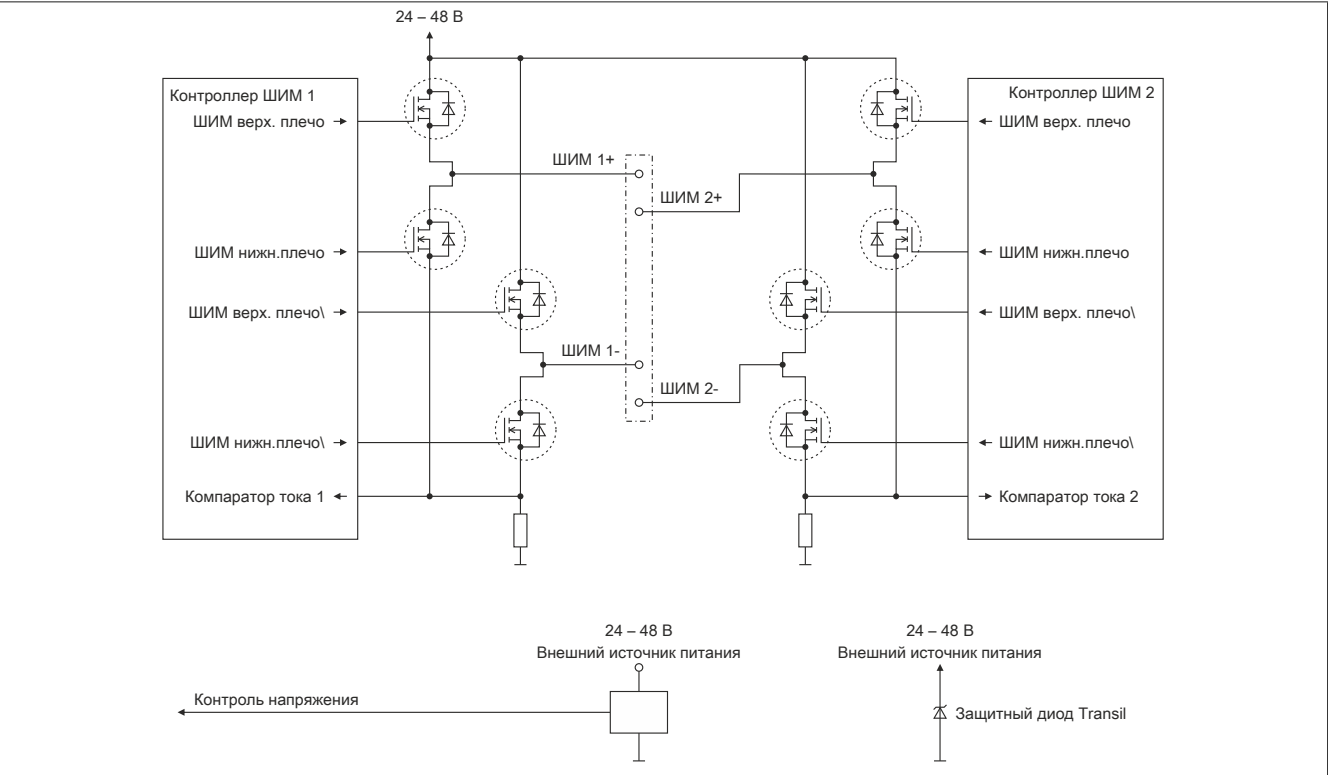 24 – 48 В
Контроллер ШИМ 1
ШИМ верх. плечо
ШИМ нижн.плечо
ШИМ верх. плечо\
ШИМ нижн.плечо\
Компаратор тока 1
ШИМ 1+
ШИМ 2+
ШИМ 1-
ШИМ 2-
Контроллер ШИМ 2
ШИМ верх. плечо
ШИМ нижн.плечо
ШИМ верх. плечо\
ШИМ нижн.плечо\
Компаратор тока 2
24 – 48 В
Внешний источник питания
Контроль напряжения
24 – 48 В
Внешний источник питания
Защитный диод Transil